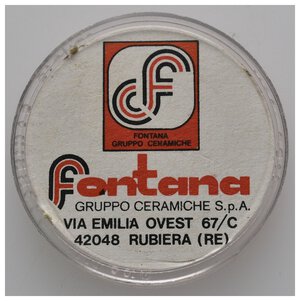 FONTANA
GRUPPO CERAMICHE
Fontana
GRUPPO CERAMICHE S.p.A.
VIA EMILIA OVEST 67/C
42048 RUBIERA (RE)